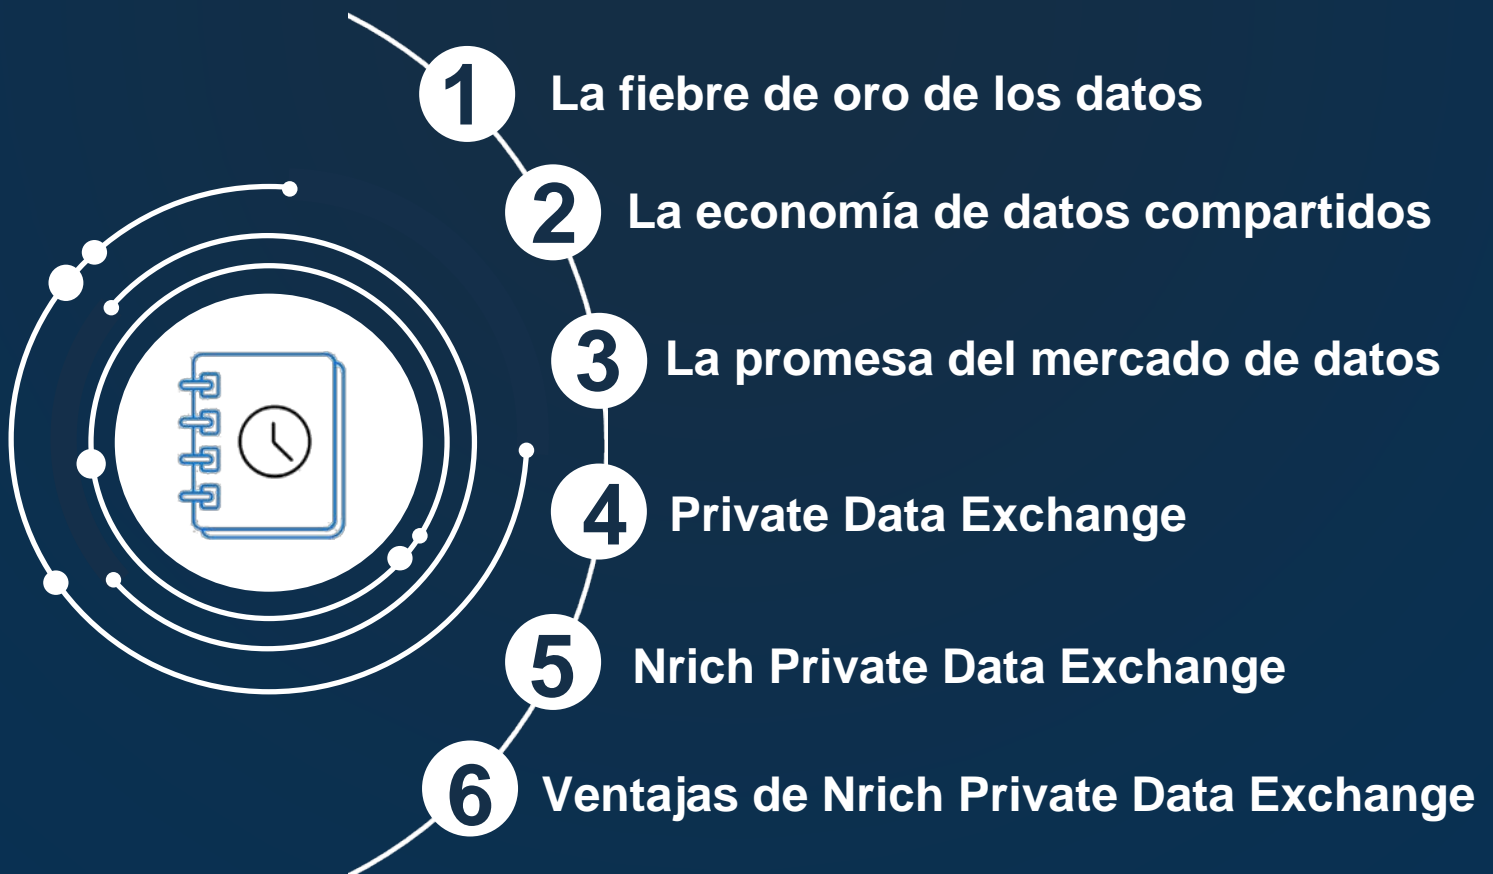 1 La fiebre de oro de los datos
2 La economía de datos compartidos
3 La promesa del mercado de datos
4 Private Data Exchange
5 Nrich Private Data Exchange
6 Ventajas de Nrich Private Data Exchange